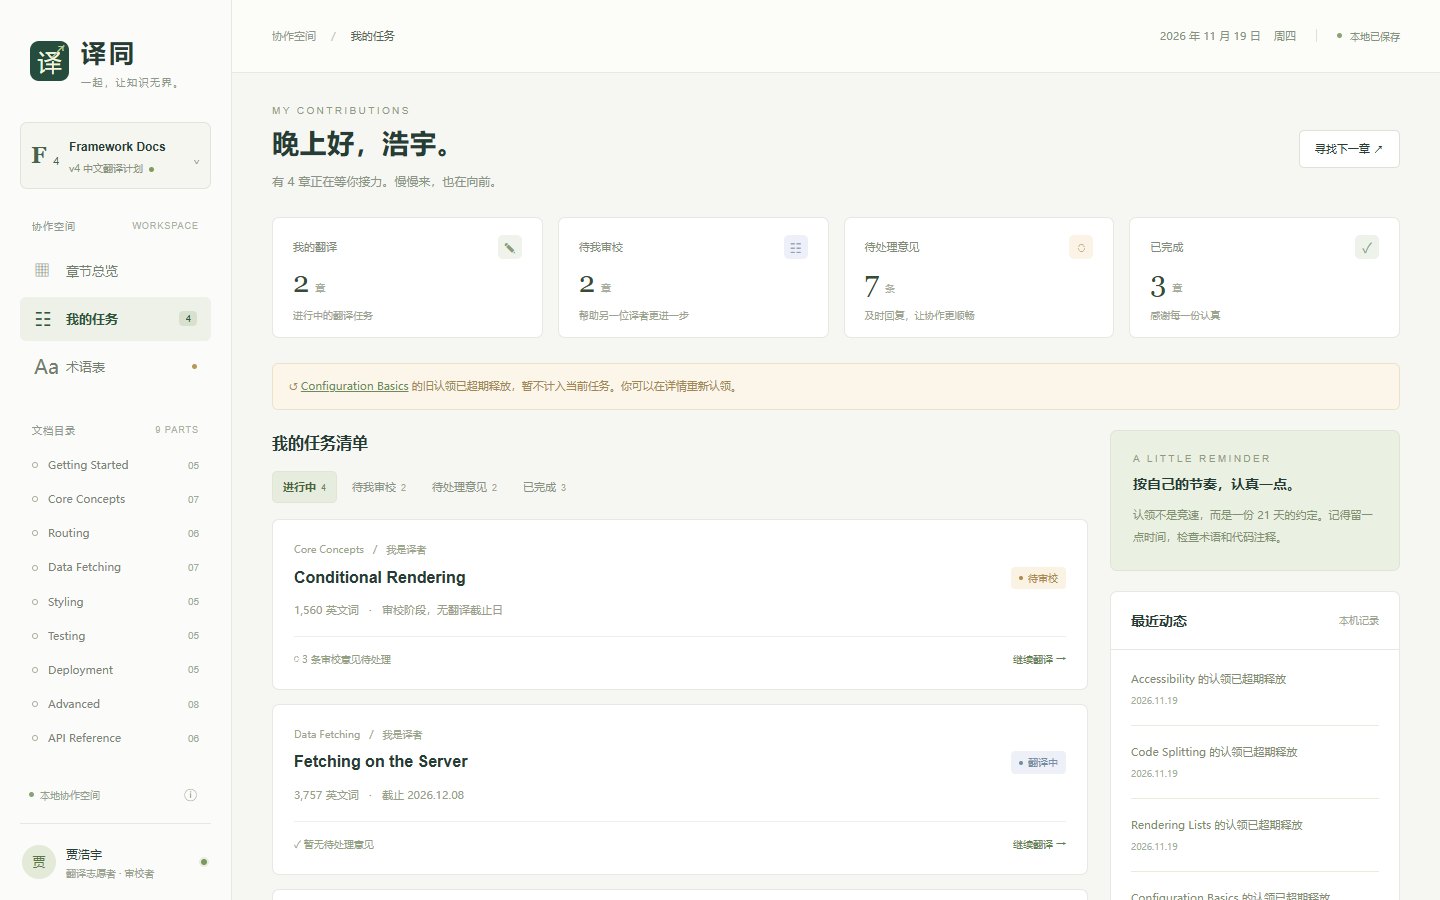 译
译同
一起，让知识无界。
F 4
Framework Docs
v4 中文翻译计划
协作空间 WORKSPACE
章节总览
我的任务 4
Aa 术语表
文档目录 9 PARTS
Getting Started 05
Core Concepts 07
Routing 06
Data Fetching 07
Styling 05
Testing 05
Deployment 05
Advanced 08
API Reference 06
本地协作空间
贾
贾浩宇
翻译志愿者 · 审校者
协作空间 / 我的任务
2026 年 11 月 19 日 周四
本地已保存
MY CONTRIBUTIONS
晚上好，浩宇。
有 4 章正在等你接力。慢慢来，也在向前。
寻找下一章 ↗
我的翻译
2 章
进行中的翻译任务
待我审校
2 章
帮助另一位译者更进一步
待处理意见
7 条
及时回复，让协作更顺畅
已完成
3 章
感谢每一份认真
↺ Configuration Basics 的旧认领已超期释放，暂不计入当前任务。你可以在详情重新认领。
我的任务清单
进行中 4 待我审校 2 待处理意见 2 已完成 3
Core Concepts / 我是译者
Conditional Rendering
待审校
1,560 英文词 · 审校阶段，无翻译截止日
3 条审校意见待处理
继续翻译 →
Data Fetching / 我是译者
Fetching on the Server
翻译中
3,757 英文词 · 截止 2026.12.08
✓ 暂无待处理意见
继续翻译 →
A LITTLE REMINDER
按自己的节奏，认真一点。
认领不是竞速，而是一份 21 天的约定。记得留一
点时间，检查术语和代码注释。
最近动态 本机记录
Accessibility 的认领已超期释放
2026.11.19
Code Splitting 的认领已超期释放
2026.11.19
Rendering Lists 的认领已超期释放
2026.11.19
Configuration Basics 的认领已超期释放